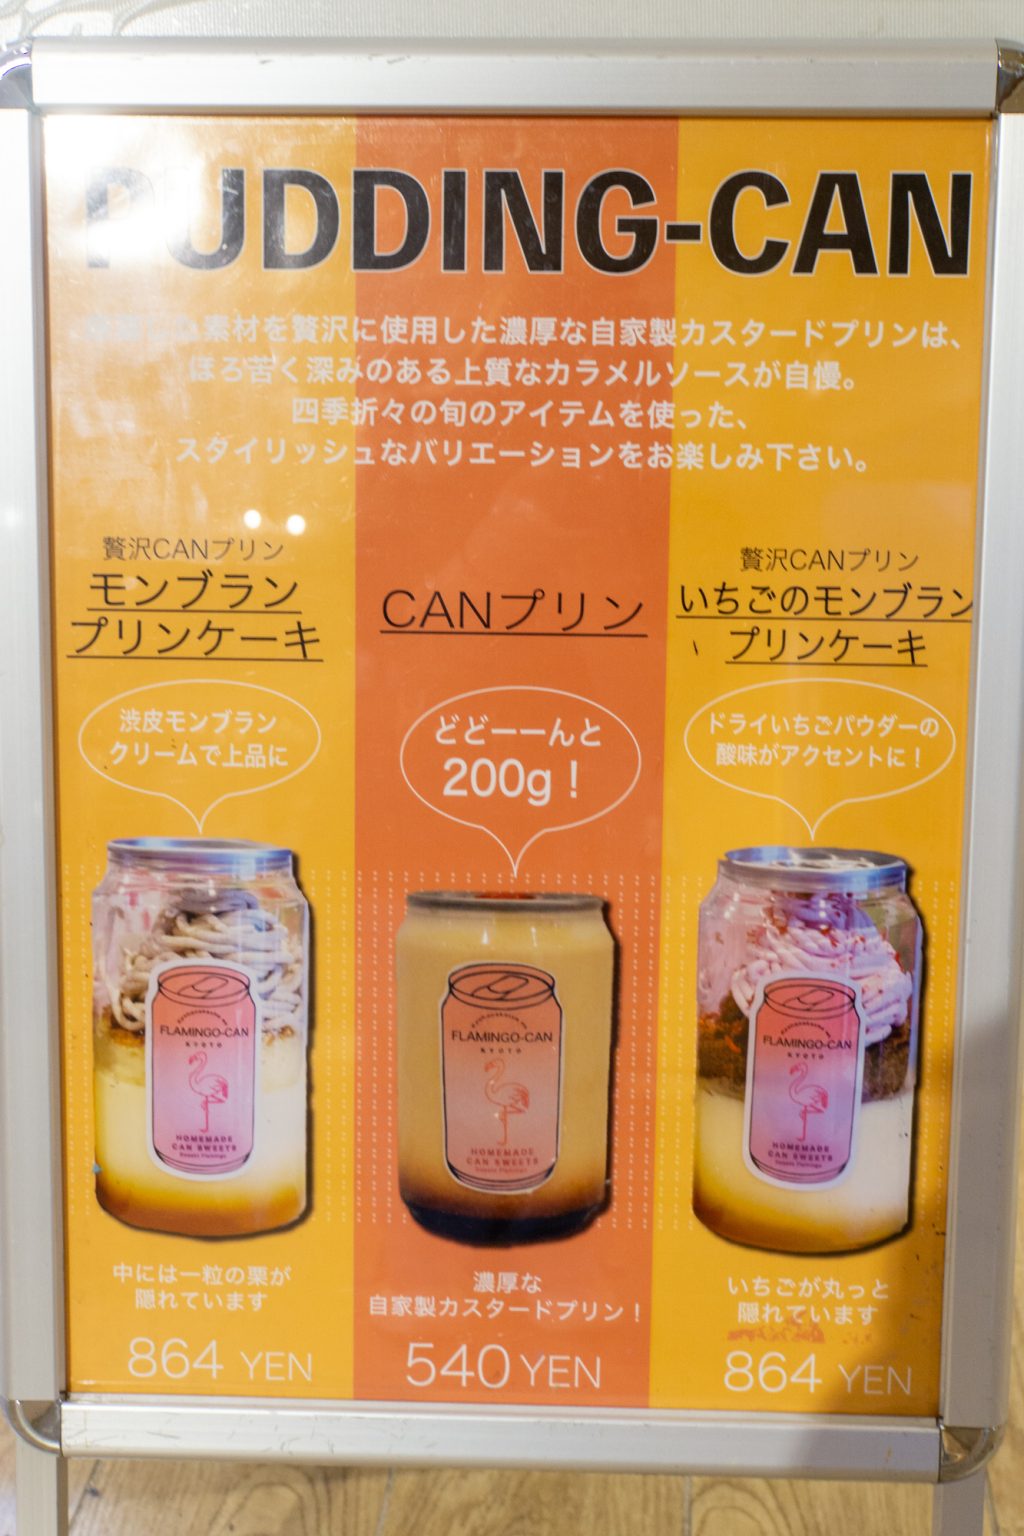 PUDDING-CAN
素材を贅沢に使用した濃厚な自家製カスタードプリンは、
ほろ苦く深みのある上質なカラメルソースが自慢。
四季折々の旬のアイテムを使った、
スタイリッシュなバリエーションをお楽しみ下さい。
贅沢CANプリン
モンブラン
プリンケーキ
渋皮モンブラン
クリームで上品に
FLAMINGO-CAN
KYOTO
HOMEMADE
CAN SWEETS
中には一粒の栗が
隠れています
864 YEN
CANプリン
どどーーんと
200g！
FLAMINGO-CAN
KYOTO
HOMEMADE
CAN SWEETS
濃厚な
自家製カスタードプリン！
540 YEN
贅沢CANプリン
いちごのモンブラン
プリンケーキ
ドライいちごパウダーの
酸味がアクセントに！
FLAMINGO-CAN
KYOTO
HOMEMADE
CAN SWEETS
いちごが丸っと
隠れています
864 YEN